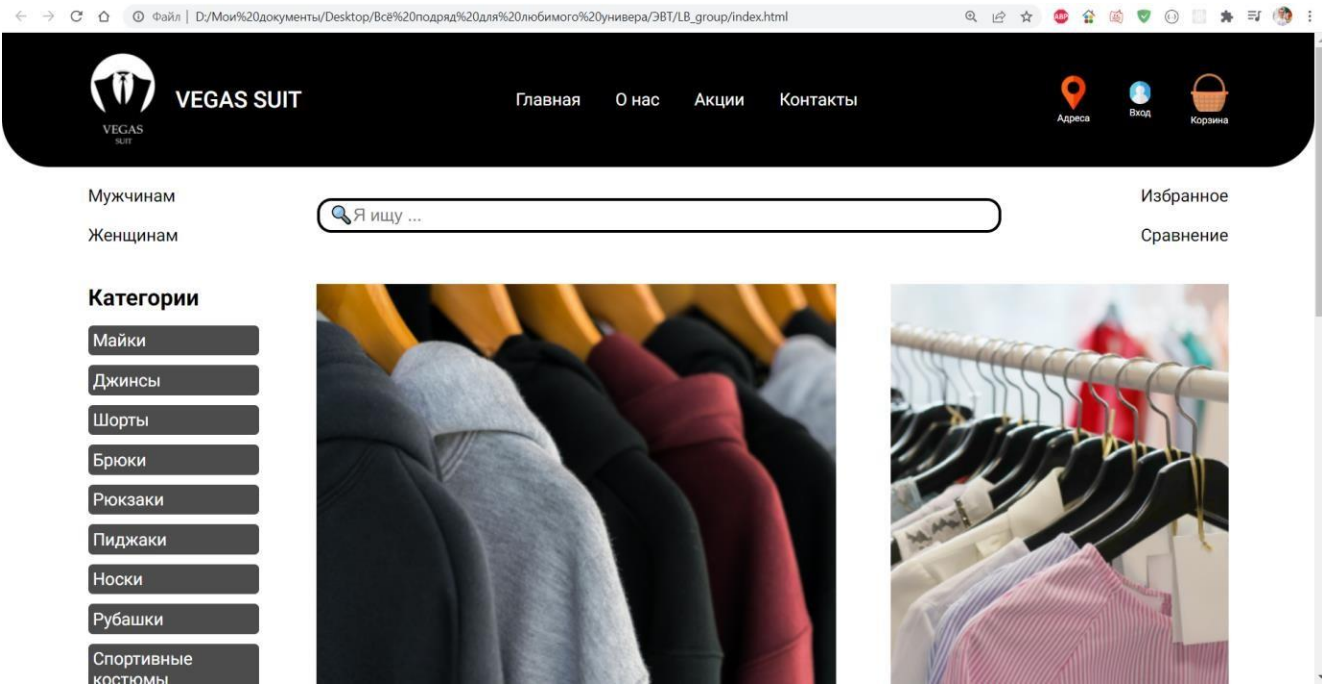 Файл | D:/Мои%20документы/Desktop/Всё%20подряд%20для%20любимого%20универа/ЭВТ/LB_group/index.html
ABP
VEGAS
SUIT
VEGAS SUIT
Главная О нас Акции Контакты
Адреса
Вход
Корзина
Мужчинам
Женщинам
Я ищу ...
Избранное
Сравнение
Категории
Майки
Джинсы
Шорты
Брюки
Рюкзаки
Пиджаки
Носки
Рубашки
Спортивные
костюмы